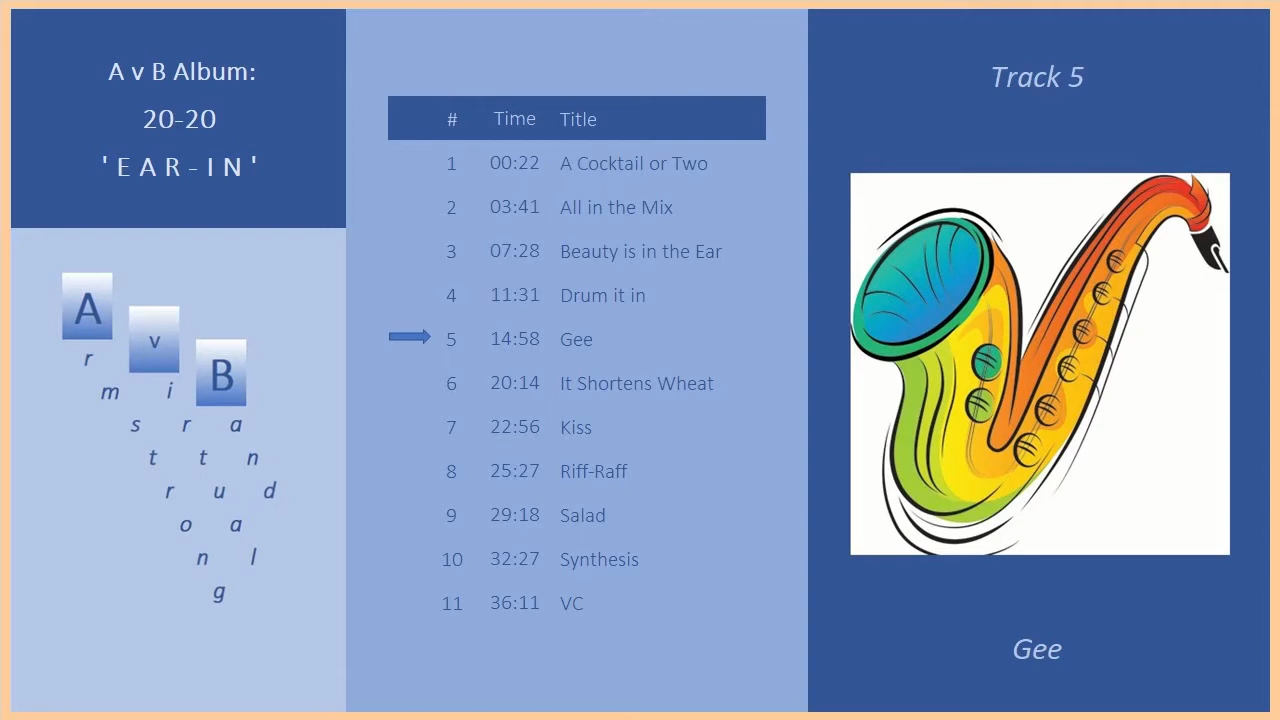 A v B Album:
20-20
'EAR-IN'
A
v
B
r
m i
s r a
t t n
r u d
o a
n l
g
# Time Title
1 00:22 A Cocktail or Two
2 03:41 All in the Mix
3 07:28 Beauty is in the Ear
4 11:31 Drum it in
5 14:58 Gee
6 20:14 It Shortens Wheat
7 22:56 Kiss
8 25:27 Riff-Raff
9 29:18 Salad
10 32:27 Synthesis
11 36:11 VC
Track 5
Gee